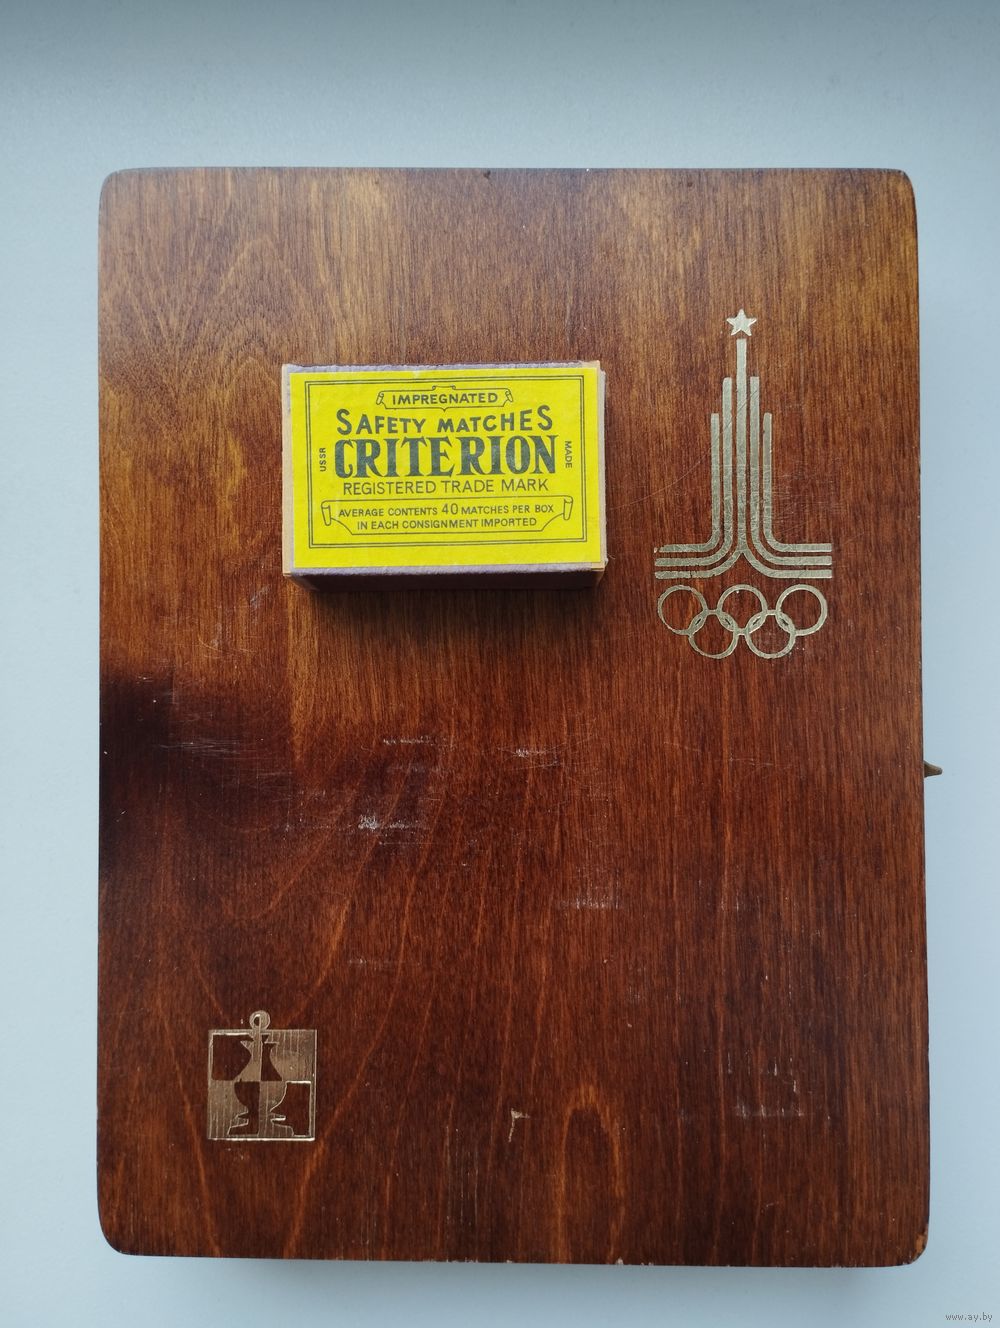 IMPREGNATED
SAFETY MATCHES
USSR
CRITERION
MADE
REGISTERED TRADE MARK
AVERAGE CONTENTS 40 MATCHES PER BOX
IN EACH CONSIGNMENT IMPORTED
www.ay.by